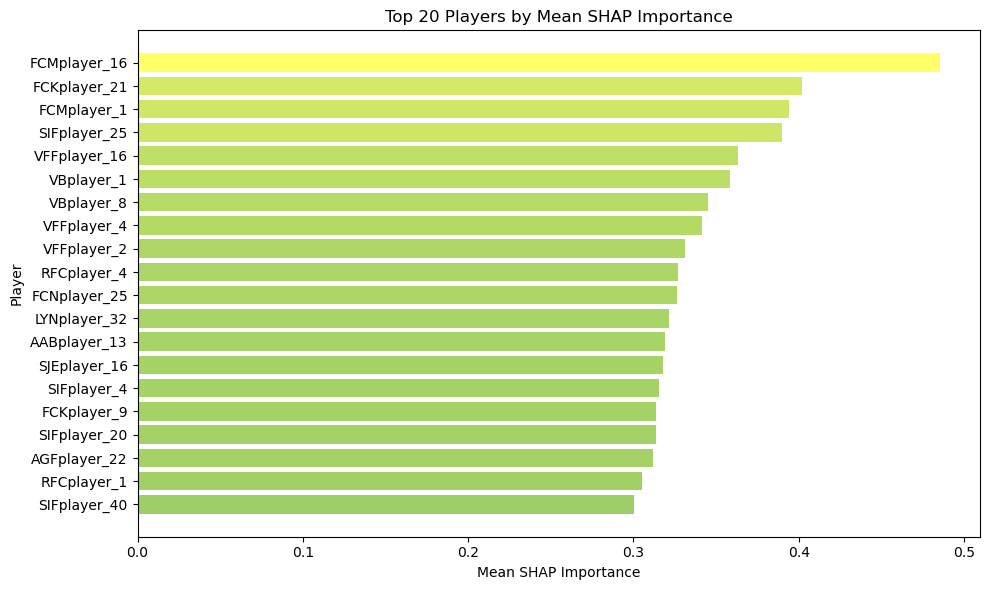 Top 20 Players by Mean SHAP Importance
Player
FCMplayer_16
FCKplayer_21
FCMplayer_1
SIFplayer_25
VFFplayer_16
VBplayer_1
VBplayer_8
VFFplayer_4
VFFplayer_2
RFCplayer_4
FCNplayer_25
LYNplayer_32
AABplayer_13
SJEplayer_16
SIFplayer_4
FCKplayer_9
SIFplayer_20
AGFplayer_22
RFCplayer_1
SIFplayer_40
0.0 0.1 0.2 0.3 0.4 0.5
Mean SHAP Importance